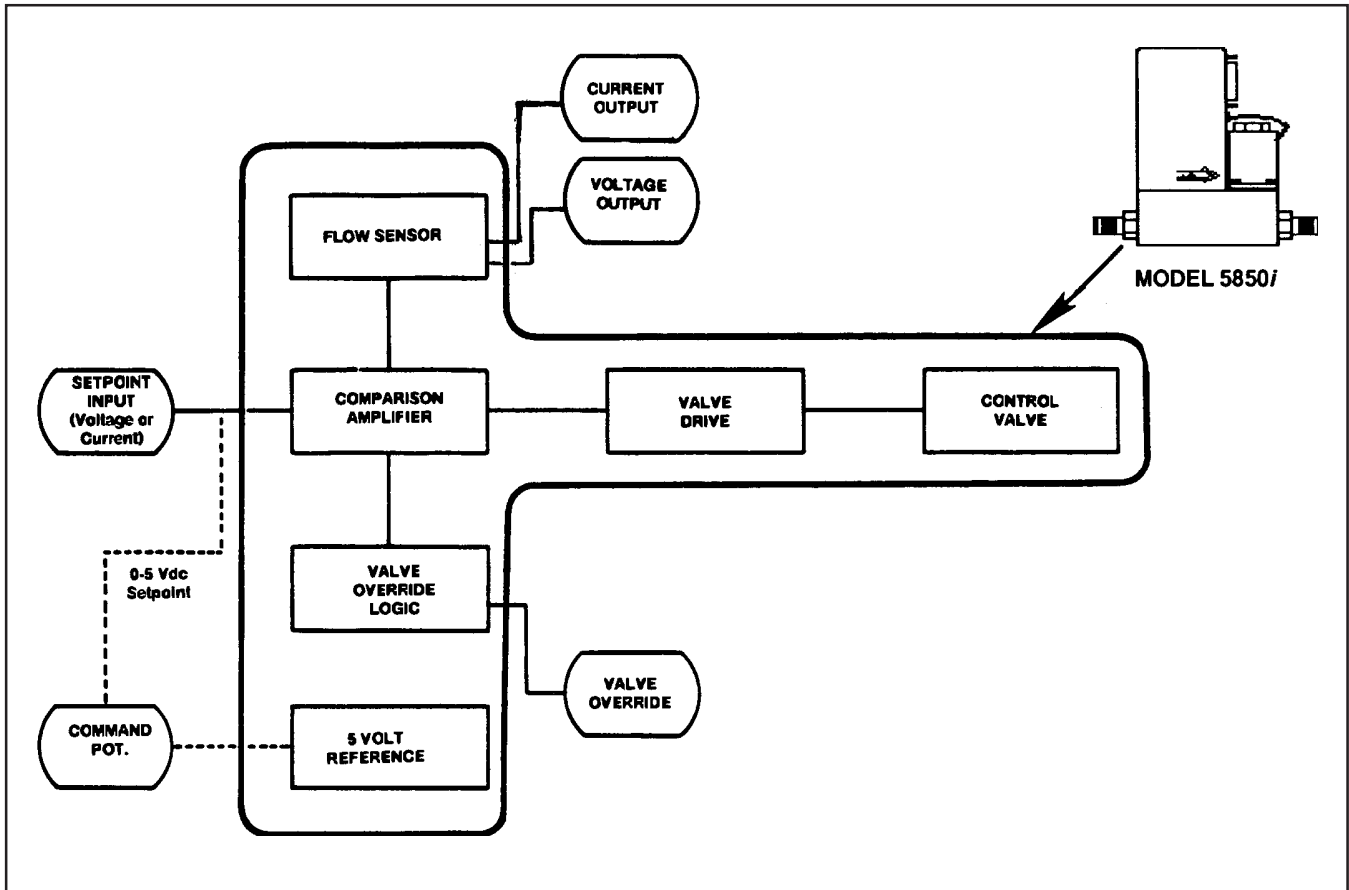 CURRENT
OUTPUT
VOLTAGE
OUTPUT
FLOW SENSOR
MODEL 5850i
SETPOINT
INPUT
(Voltage or
Current)
COMPARISON
AMPLIFIER
VALVE
DRIVE
CONTROL
VALVE
0-5 Vdc
Setpoint
VALVE
OVERRIDE
LOGIC
VALVE
OVERRIDE
COMMAND
POT.
5 VOLT
REFERENCE